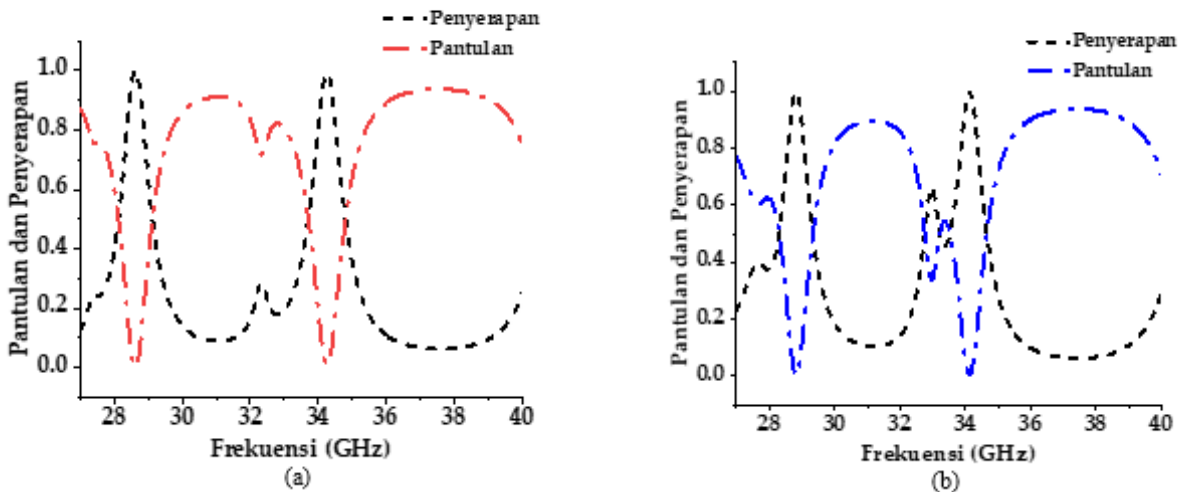 Penyerapan
Pantulan
Pantulan dan Penyerapan
1.0
0.8
0.6
0.4
0.2
0.0
28 30 32 34 36 38 40
Frekuensi (GHz)
(a)
Penyerapan
Pantulan
Pantulan dan Penyerapan
1.0
0.8
0.6
0.4
0.2
0.0
28 30 32 34 36 38 40
Frekuensi (GHz)
(b)